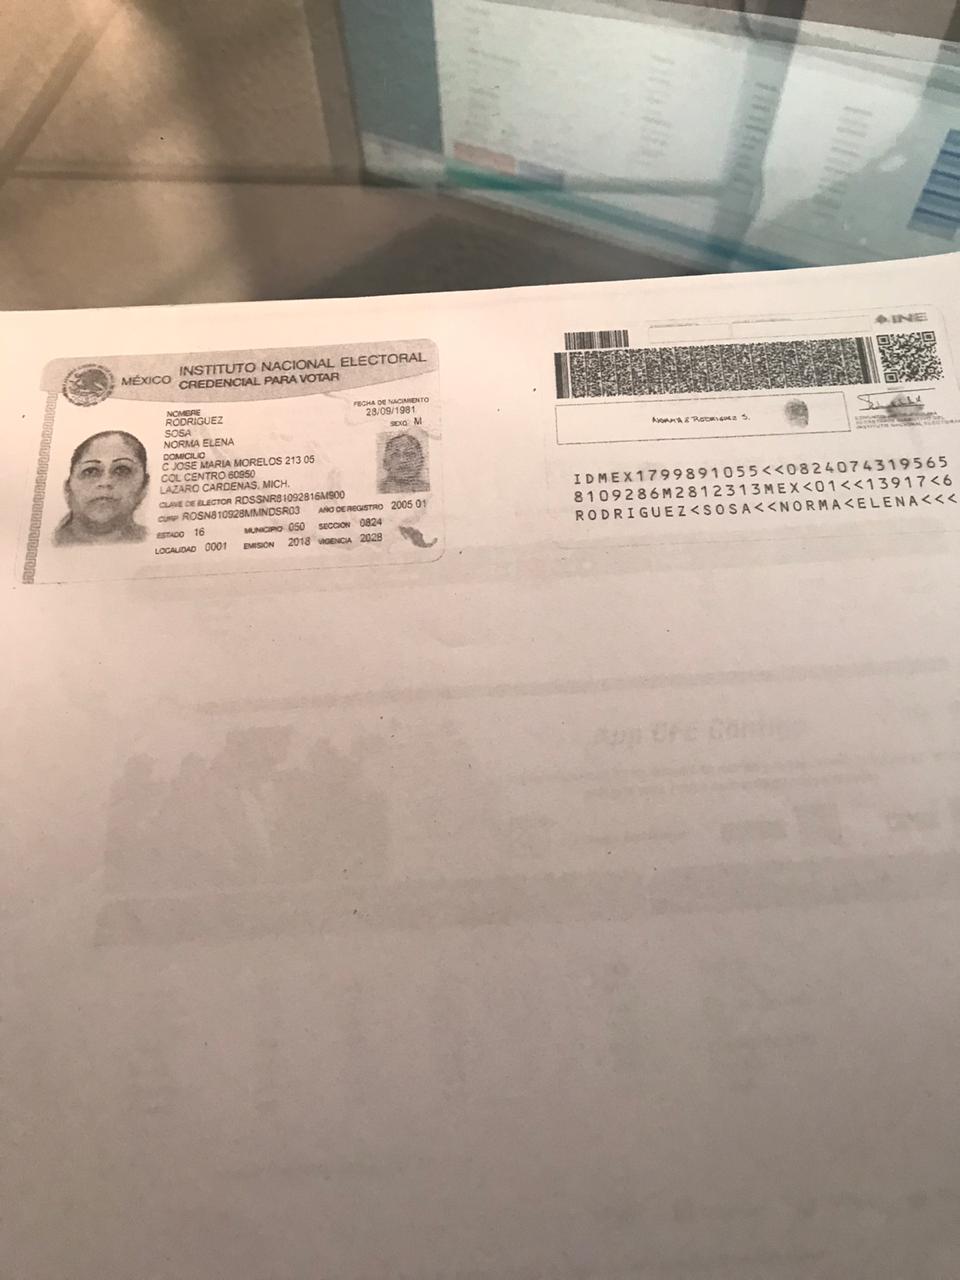 MÉXICO INSTITUTO NACIONAL ELECTORAL
CREDENCIAL PARA VOTAR
NOMBRE
RODRIGUEZ
SOSA
NORMA ELENA
FECHA DE NACIMIENTO
28/09/1981
SEXO M
DOMICILIO
C JOSE MARIA MORELOS 213 05
COL CENTRO 60950
LAZARO CARDENAS, MICH.
CLAVE DE ELECTOR RDSSNR81092816M900
CURP ROSN810928MMNDSR03 AÑO DE REGISTRO 2005 01
ESTADO 16 MUNICIPIO 050 SECCIÓN 0824
LOCALIDAD 0001 EMISIÓN 2018 VIGENCIA 2028
INE
NORMA E RODRIGUEZ S.
IDMEX1799891055<<0824074319565
8109286M2812313MEX<01<<13917<6
RODRIGUEZ<SOSA<<NORMA<ELENA<<<